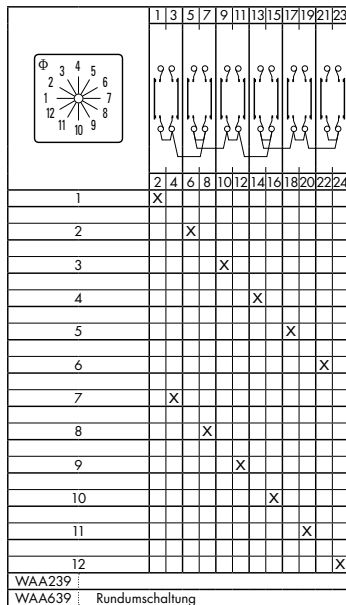 1 3 5 7 9 11 13 15 17 19 21 23
Φ
3 4 5
2 6
1 7
12 8
11 10 9
2 4 6 8 10 12 14 16 18 20 22 24
1 X
2 X
3 X
4 X
5 X
6 X
7 X
8 X
9 X
10 X
11 X
12 X
WAA239
WAA639 Rundumschaltung